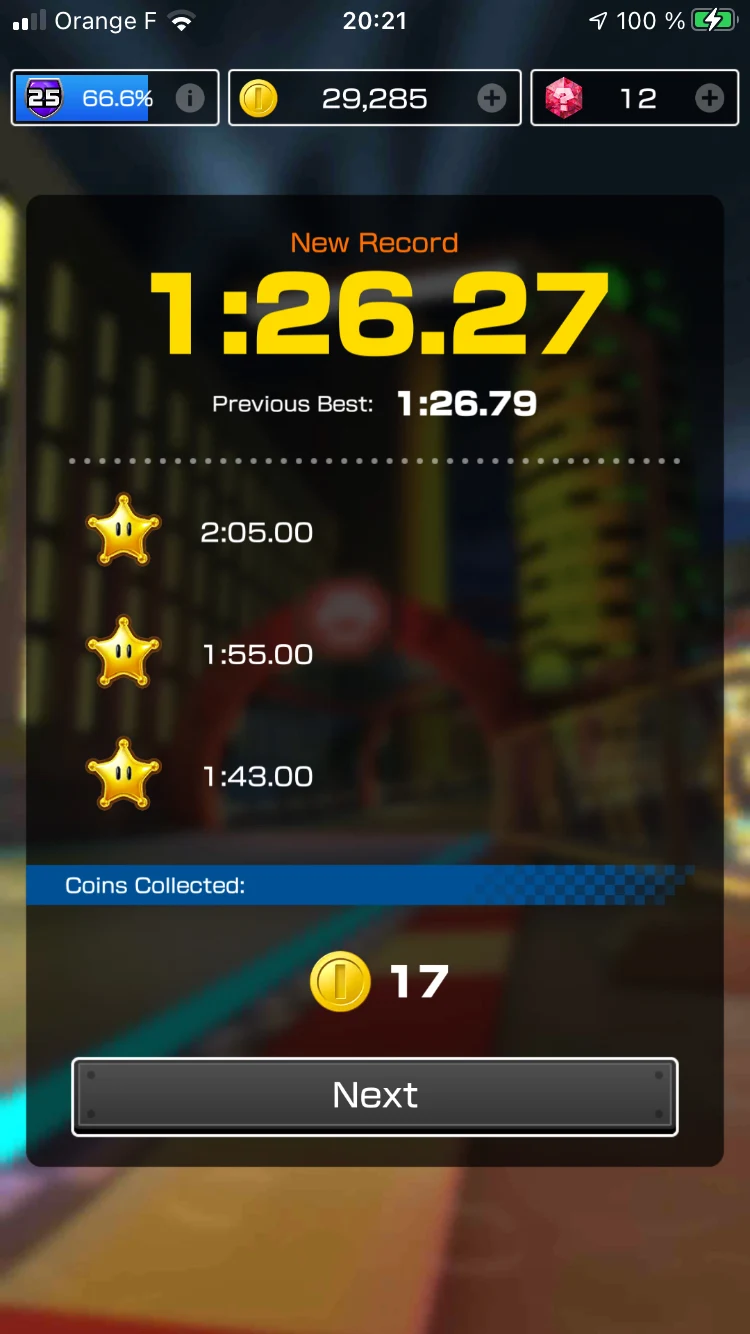 Orange F 20:21 100 %
25 66.6% i 29,285 + ? 12 +
New Record
1:26.27
Previous Best: 1:26.79
2:05.00
1:55.00
1:43.00
Coins Collected:
17
Next